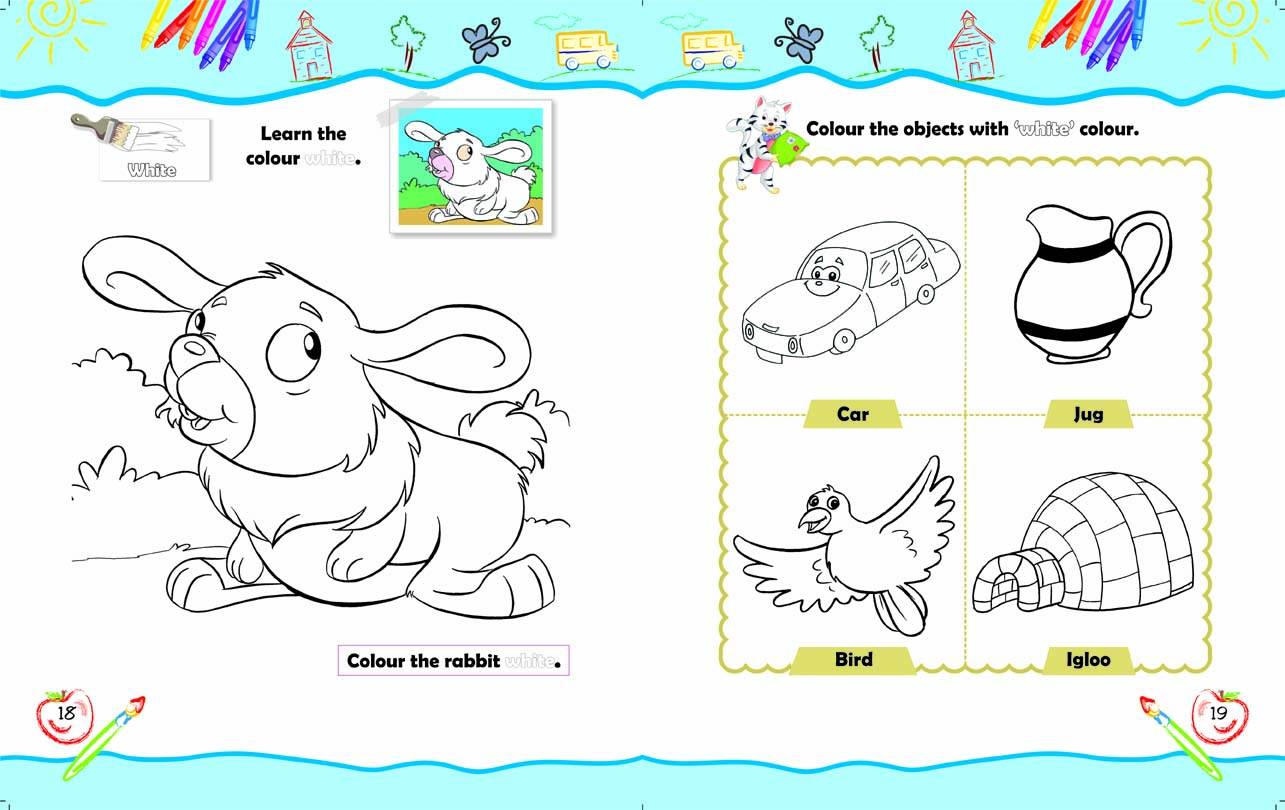 White
Learn the
colour white.
Colour the rabbit white.
18
Colour the objects with ‘white’ colour.
Car
Jug
Bird
Igloo
19